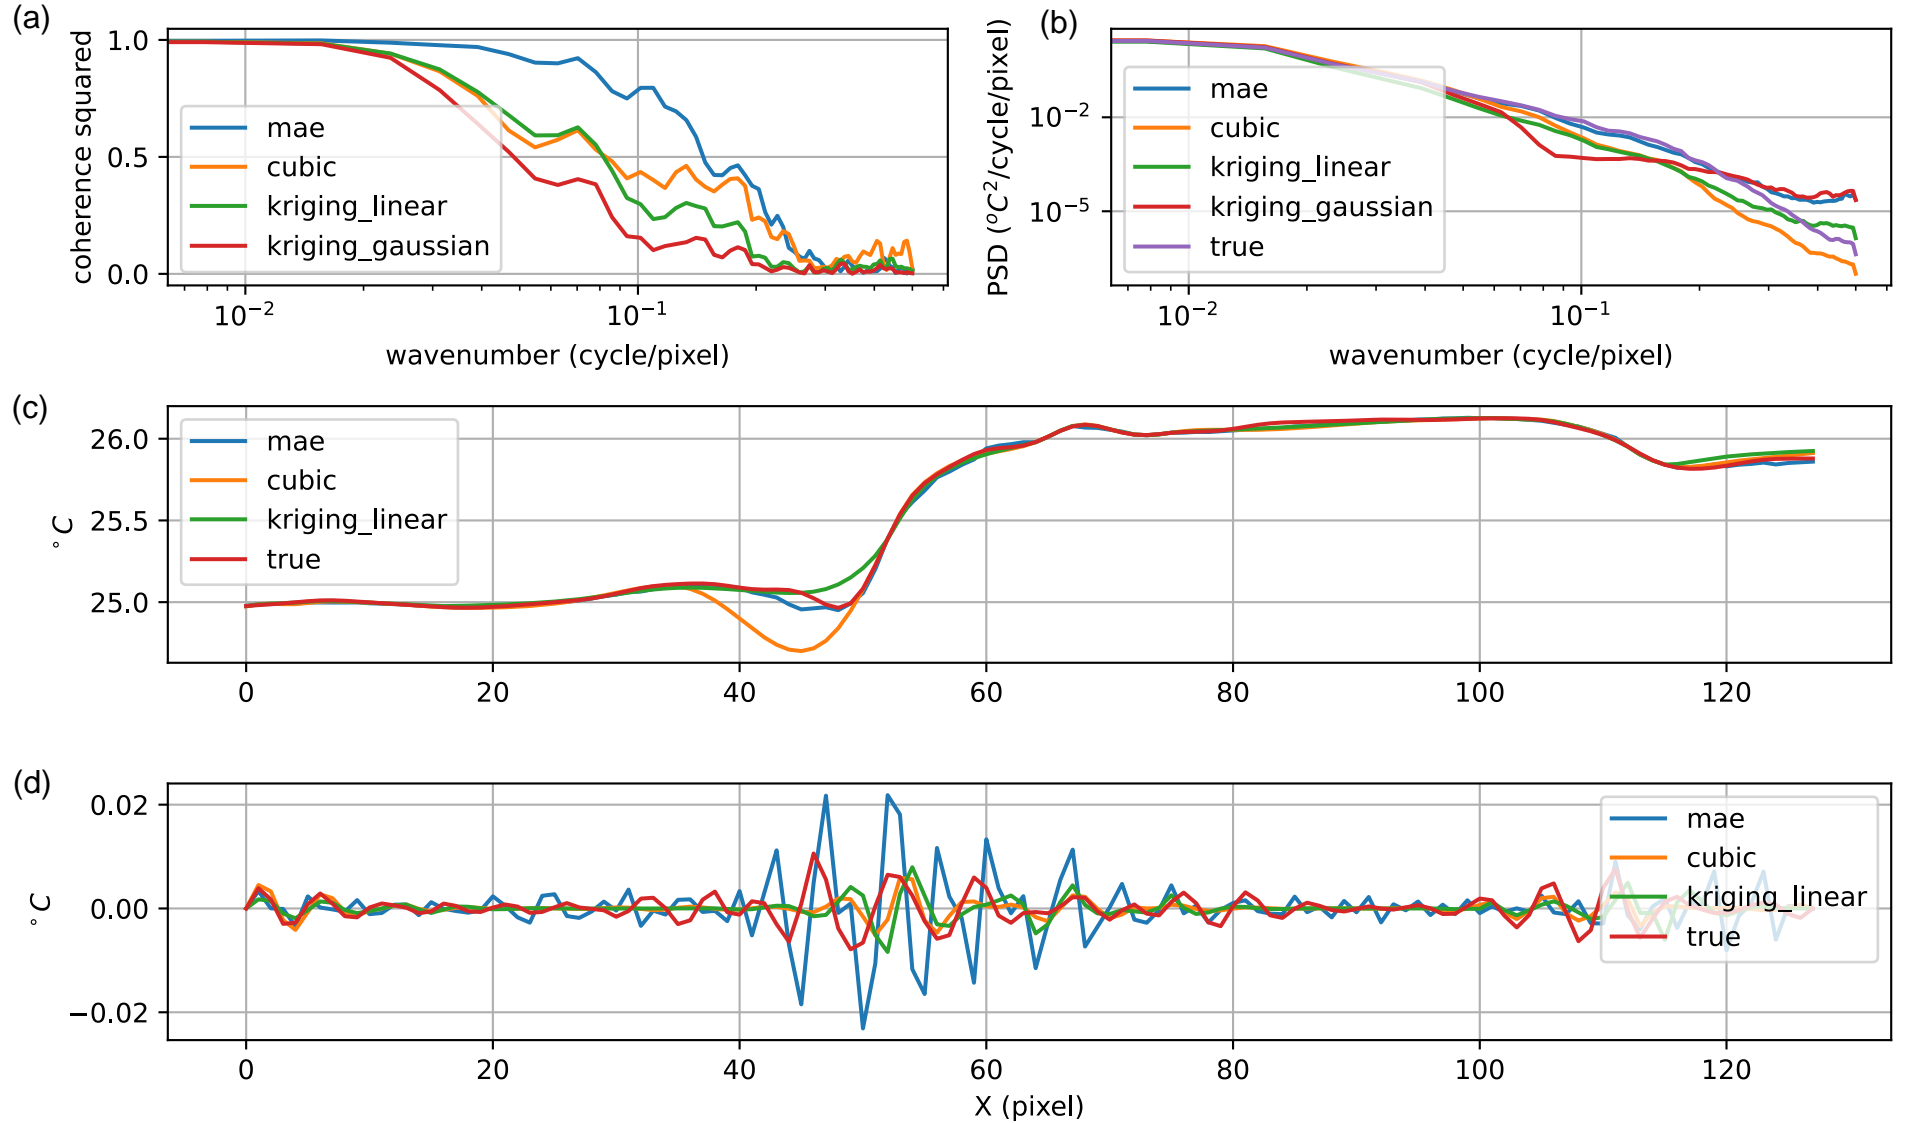 (a)
coherence squared
1.0
0.5
0.0
mae
cubic
kriging_linear
kriging_gaussian
10⁻²
10⁻¹
wavenumber (cycle/pixel)
(b)
PSD (°C²/cycle/pixel)
10⁻²
10⁻⁵
mae
cubic
kriging_linear
kriging_gaussian
true
10⁻²
10⁻¹
wavenumber (cycle/pixel)
(c)
°C
26.0
25.5
25.0
mae
cubic
kriging_linear
true
0 20 40 60 80 100 120
(d)
°C
0.02
0.00
−0.02
mae
cubic
kriging_linear
true
0 20 40 60 80 100 120
X (pixel)